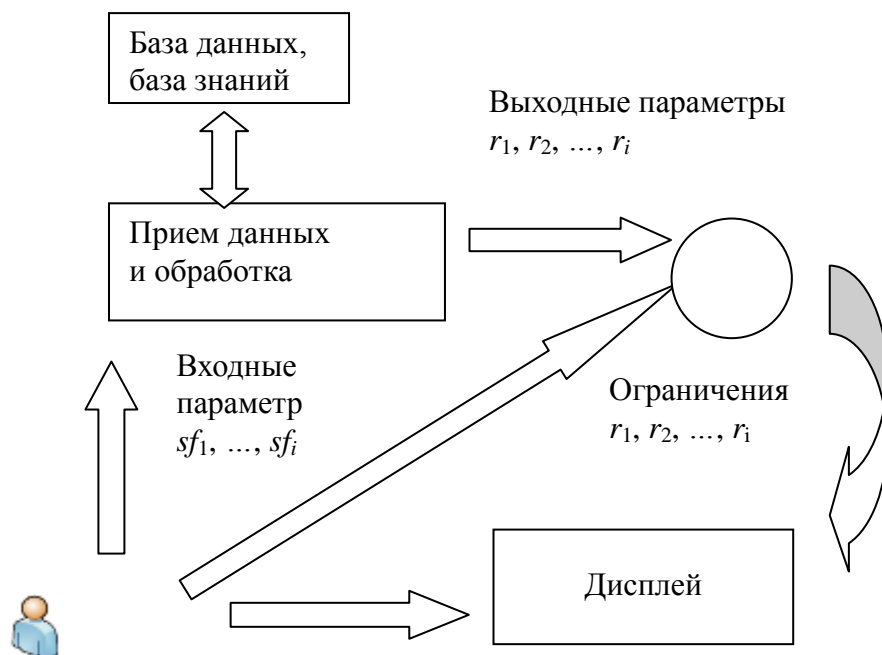 База данных,
база знаний
Выходные параметры
r₁, r₂, ..., rᵢ
Прием данных
и обработка
Входные
параметр
sf₁, ..., sfᵢ
Ограничения
r₁, r₂, ..., rᵢ
Дисплей